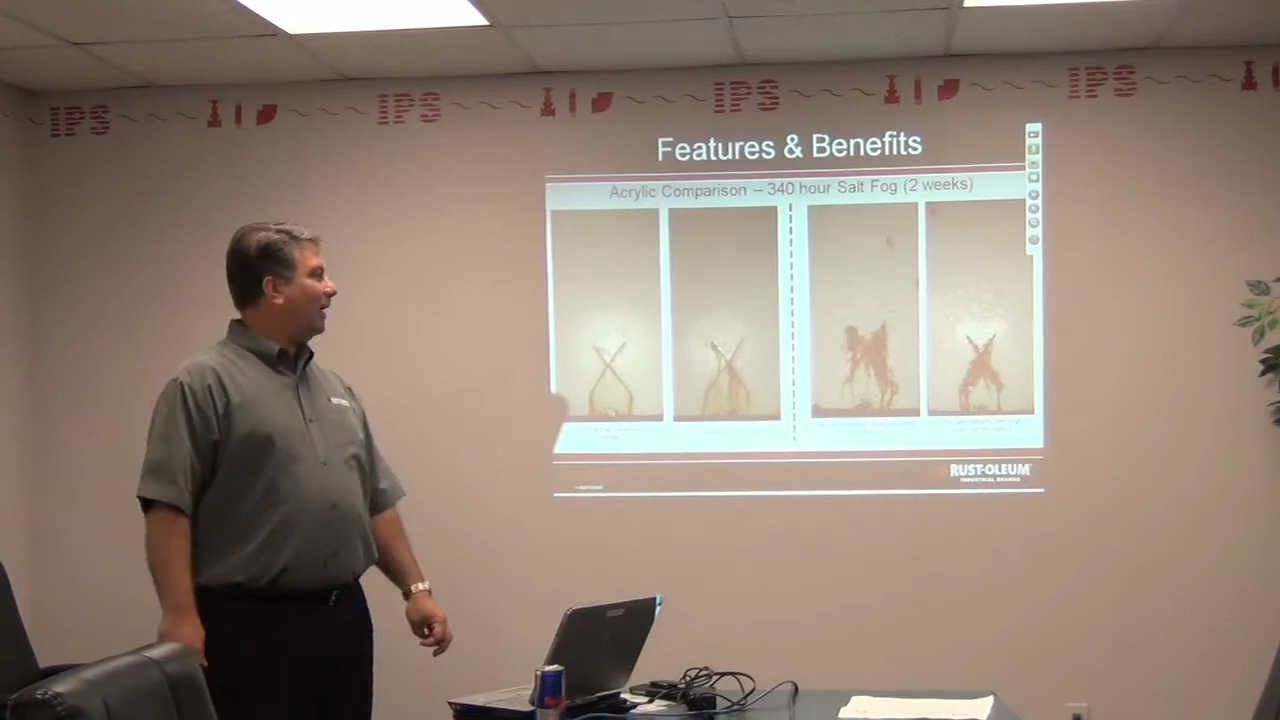 IPS IPS IPS IPS
Features & Benefits
Acrylic Comparison – 340 hour Salt Fog (2 weeks)
RUST-OLEUM
INDUSTRIAL BRANDS